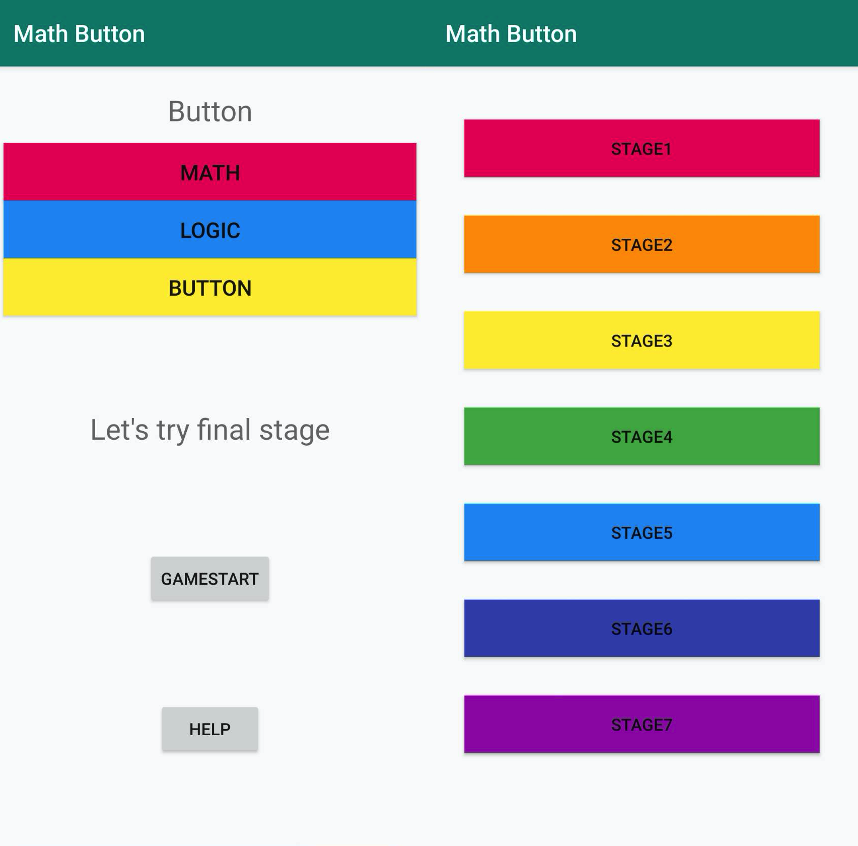 Math Button
Button
MATH
LOGIC
BUTTON
Let's try final stage
GAMESTART
HELP
Math Button
STAGE1
STAGE2
STAGE3
STAGE4
STAGE5
STAGE6
STAGE7